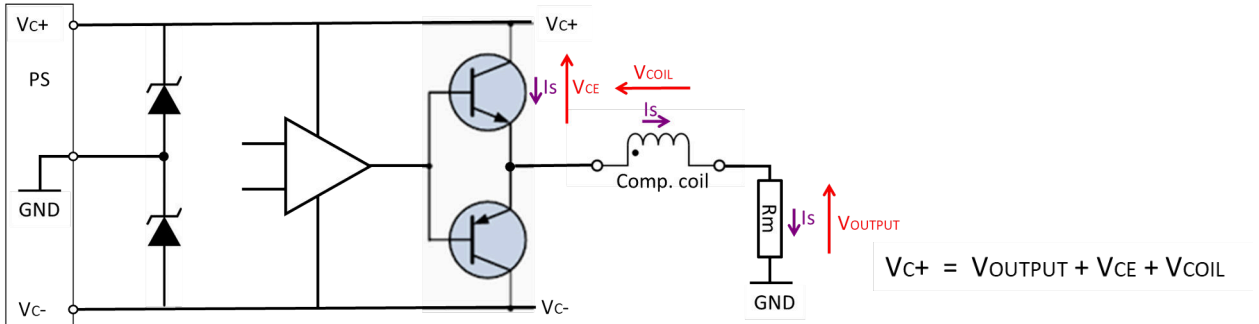 VC+
PS
GND
VC-
VC+
IS
VCE
VCOIL
IS
Comp. coil
VC-
Rm
IS
VOUTPUT
GND
VC+ = VOUTPUT + VCE + VCOIL